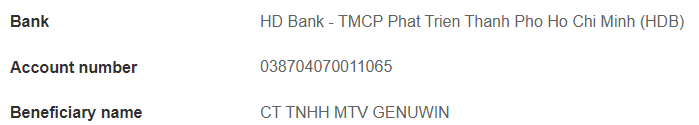 Bank HD Bank - TMCP Phat Trien Thanh Pho Ho Chi Minh (HDB)
Account number 038704070011065
Beneficiary name CT TNHH MTV GENUWIN